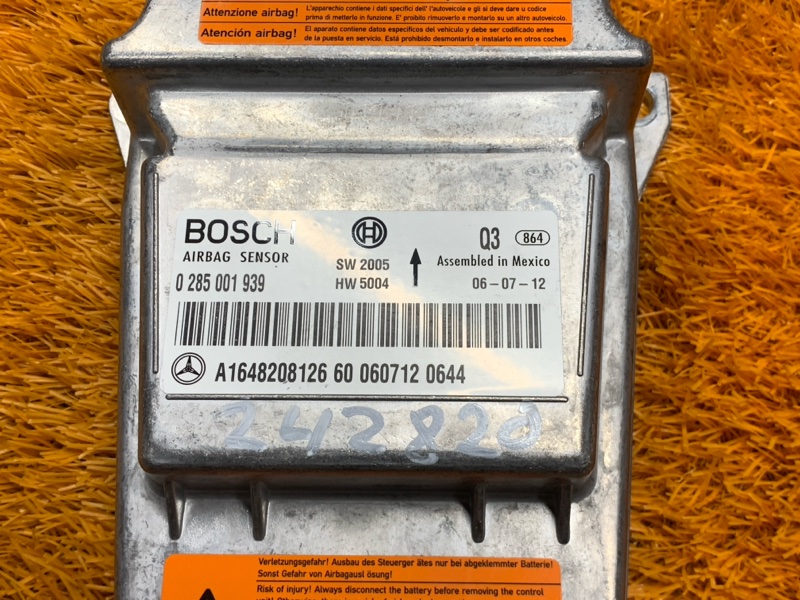 Attenzione airbag! L'apparecchio contiene i dati specifici dell' l'autoveicolo e gli si deve dare u codice
prima di metterlo in funzione. E' proibito rimuoverlo e montarlo su un altro autoveicolo.
Atención airbag! El aparato contiene datos específicos del vehículo y debe ser codificado antes
de la puesta en servicio. Está prohibido desmontarlo e instalarlo en otros coches.
BOSCH
AIRBAG SENSOR
0 285 001 939
SW 2005
HW 5004
Q3 864
Assembled in Mexico
06-07-12
A1648208126 60 060712 0644
242820
Verletzungsgefahr! Ausbau des Steuerger ätes nur bei abgeklemmter Batterie!
Sonst Gefahr von Airbagausl ösung!
Risk of injury! Always disconnect the battery before removing the control
unit! Otherwise